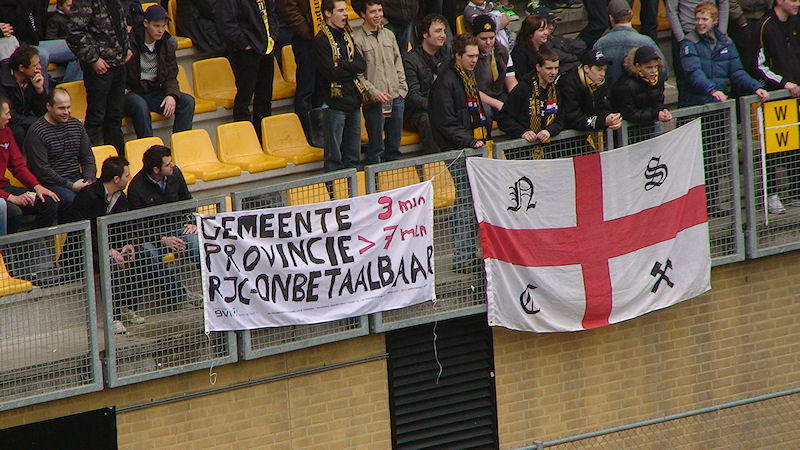 GEMEENTE 3 mln
PROVINCIE > 7 mln
RJC-ONBETAALBAAR
N S
C
W
W